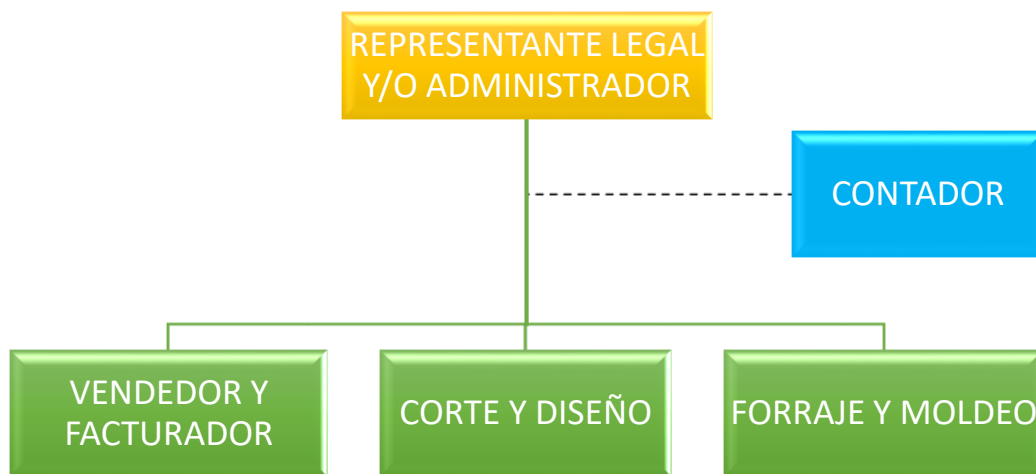 REPRESENTANTE LEGAL
Y/O ADMINISTRADOR
CONTADOR
VENDEDOR Y
FACTURADOR
CORTE Y DISEÑO
FORRAJE Y MOLDEO